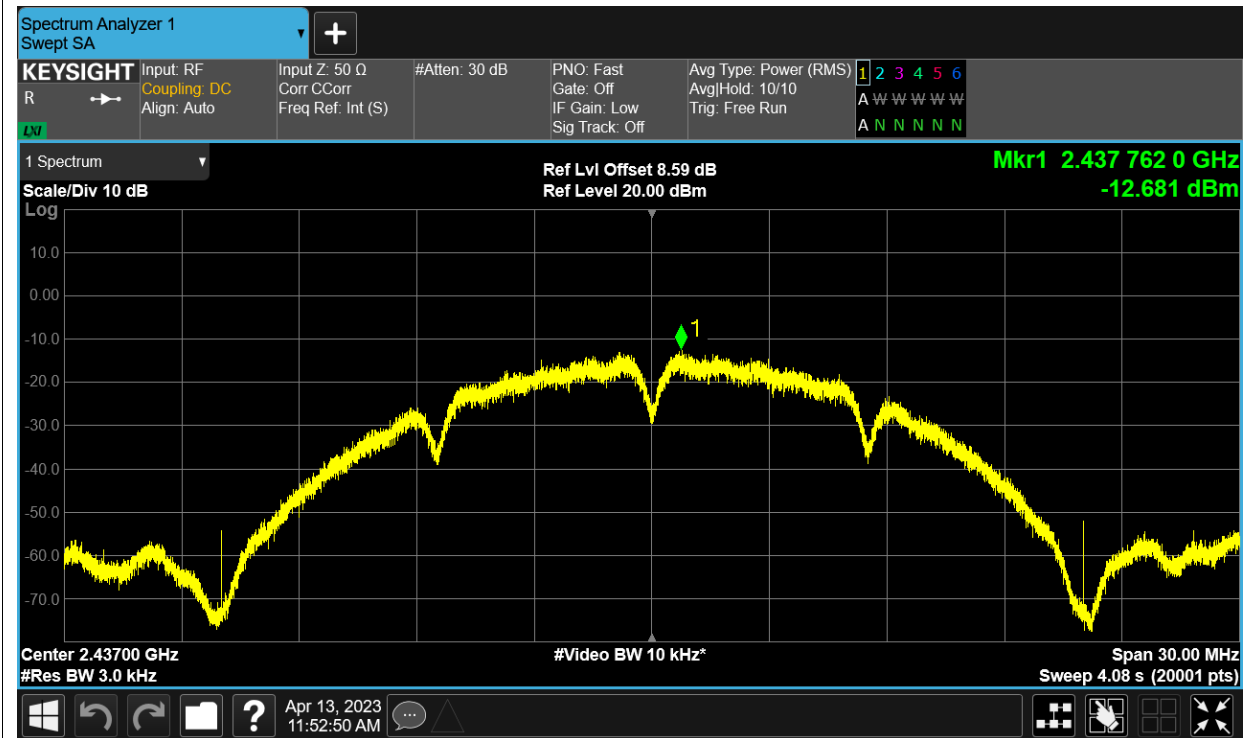 Spectrum Analyzer 1
Swept SA
KEYSIGHT
R
LXI
Input: RF
Coupling: DC
Align: Auto
Input Z: 50 Ω
Corr CCorr
Freq Ref: Int (S)
#Atten: 30 dB
PNO: Fast
Gate: Off
IF Gain: Low
Sig Track: Off
Avg Type: Power (RMS)
Avg|Hold: 10/10
Trig: Free Run
1 2 3 4 5 6
A W W W W W
A N N N N N
1 Spectrum
Scale/Div 10 dB
Ref Lvl Offset 8.59 dB
Ref Level 20.00 dBm
Mkr1 2.437 762 0 GHz
-12.681 dBm
Log
10.0
0.00
-10.0
-20.0
-30.0
-40.0
-50.0
-60.0
-70.0
1
Center 2.43700 GHz
#Res BW 3.0 kHz
#Video BW 10 kHz*
Span 30.00 MHz
Sweep 4.08 s (20001 pts)
?
Apr 13, 2023
11:52:50 AM